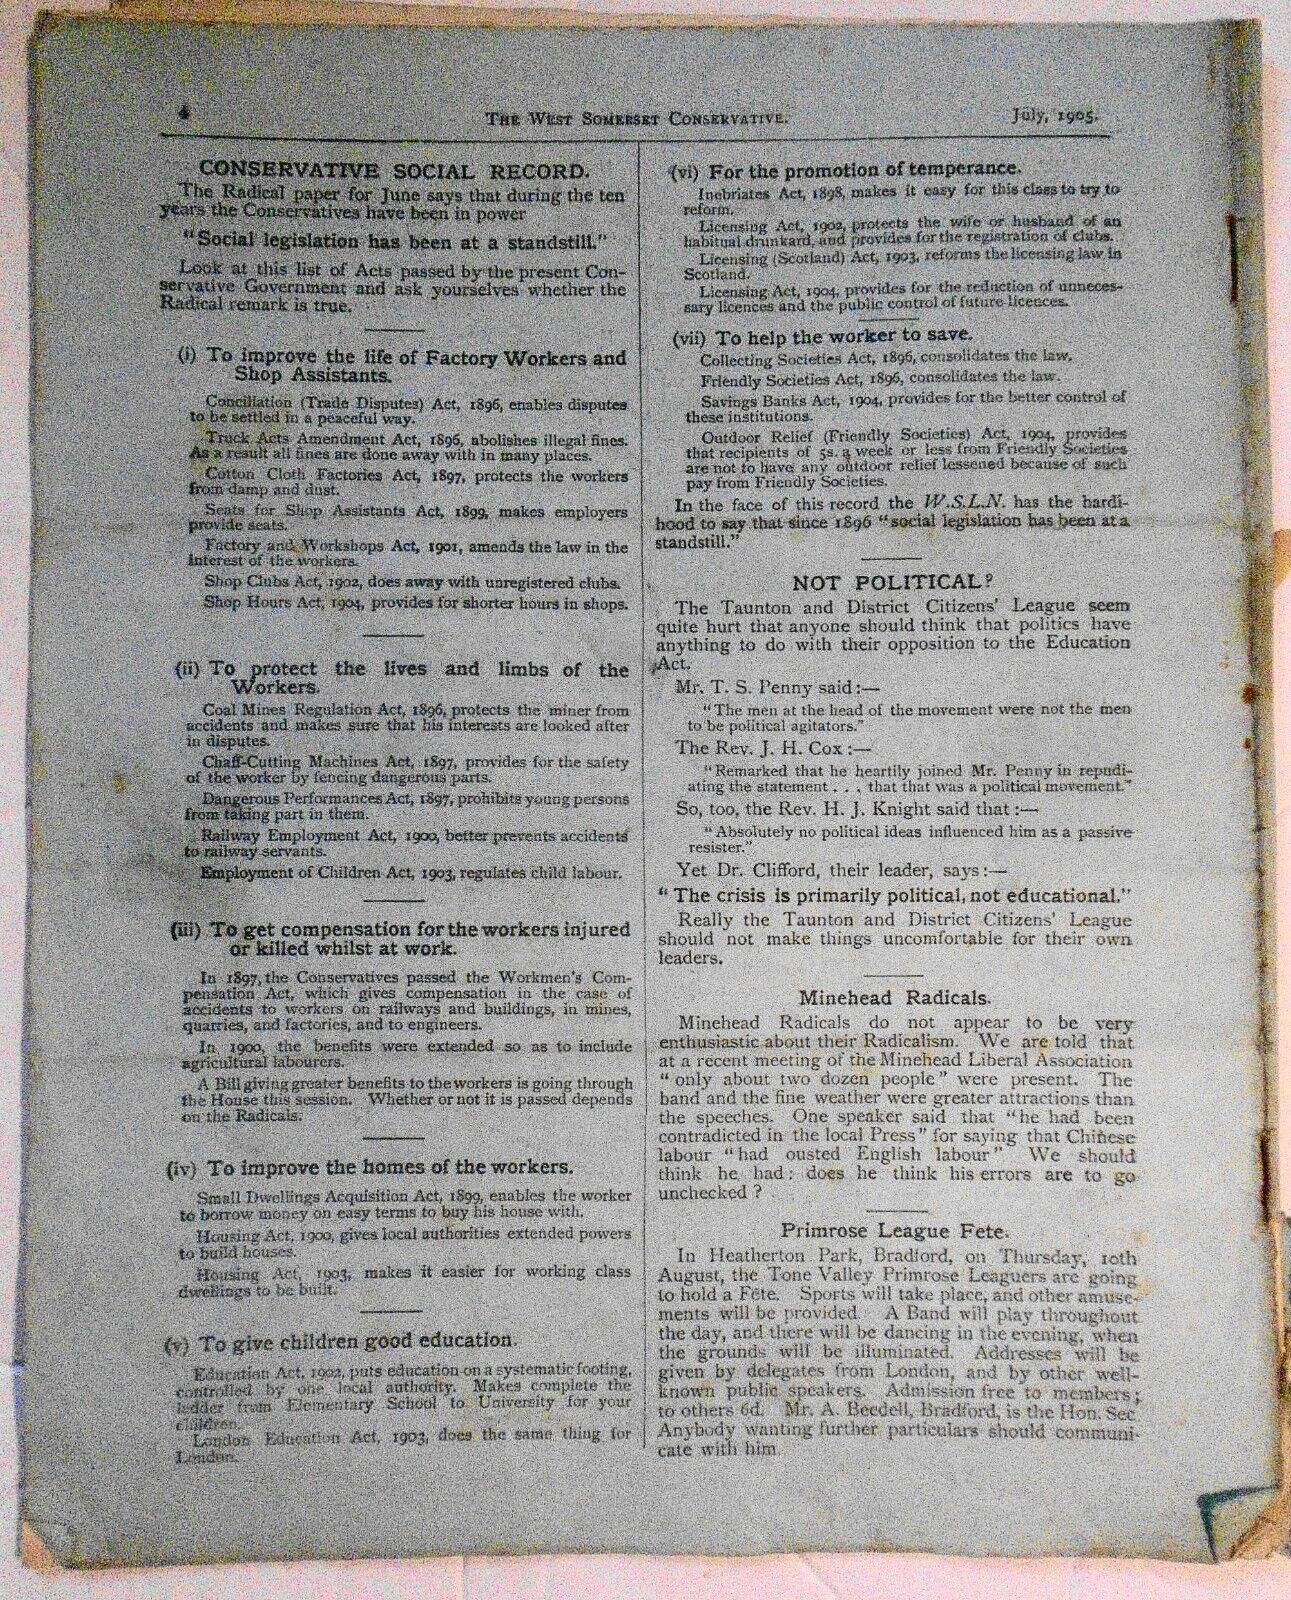 4
THE WEST SOMERSET CONSERVATIVE.
July, 1905.
CONSERVATIVE SOCIAL RECORD.
The Radical paper for June says that during the ten
years the Conservatives have been in power
"Social legislation has been at a standstill."
Look at this list of Acts passed by the present Con-
servative Government and ask yourselves whether the
Radical remark is true.
(i) To improve the life of Factory Workers and
Shop Assistants.
Conciliation (Trade Disputes) Act, 1896, enables disputes
to be settled in a peaceful way.
Truck Acts Amendment Act, 1896, abolishes illegal fines.
As a result all fines are done away with in many places.
Cotton Cloth Factories Act, 1897, protects the workers
from damp and dust.
Seats for Shop Assistants Act, 1899, makes employers
provide seats.
Factory and Workshops Act, 1901, amends the law in the
interest of the workers.
Shop Clubs Act, 1902, does away with unregistered clubs.
Shop Hours Act, 1904, provides for shorter hours in shops.
(ii) To protect the lives and limbs of the
Workers.
Coal Mines Regulation Act, 1896, protects the miner from
accidents and makes sure that his interests are looked after
in disputes.
Chaff-Cutting Machines Act, 1897, provides for the safety
of the worker by fencing dangerous parts.
Dangerous Performances Act, 1897, prohibits young persons
from taking part in them.
Railway Employment Act, 1900, better prevents accidents
to railway servants.
Employment of Children Act, 1903, regulates child labour.
(iii) To get compensation for the workers injured
or killed whilst at work.
In 1897, the Conservatives passed the Workmen's Com-
pensation Act, which gives compensation in the case of
accidents to workers on railways and buildings, in mines,
quarries, and factories, and to engineers.
In 1900, the benefits were extended so as to include
agricultural labourers.
A Bill giving greater benefits to the workers is going through
the House this session. Whether or not it is passed depends
on the Radicals.
(iv) To improve the homes of the workers.
Small Dwellings Acquisition Act, 1899, enables the worker
to borrow money on easy terms to buy his house with.
Housing Act, 1900, gives local authorities extended powers
to build houses.
Housing Act, 1903, makes it easier for working class
dwellings to be built.
(v) To give children good education.
Education Act, 1902, puts education on a systematic footing,
controlled by one local authority. Makes complete the
ladder from Elementary School to University for your
children.
London Education Act, 1903, does the same thing for
London.
(vi) For the promotion of temperance.
Inebriates Act, 1898, makes it easy for this class to try to
reform.
Licensing Act, 1902, protects the wife or husband of an
habitual drunkard, and provides for the registration of clubs.
Licensing (Scotland) Act, 1903, reforms the licensing law in
Scotland.
Licensing Act, 1904, provides for the reduction of unneces-
sary licences and the public control of future licences.
(vii) To help the worker to save.
Collecting Societies Act, 1896, consolidates the law.
Friendly Societies Act, 1896, consolidates the law.
Savings Banks Act, 1904, provides for the better control of
these institutions.
Outdoor Relief (Friendly Societies) Act, 1904, provides
that recipients of 5s. a week or less from Friendly Societies
are not to have any outdoor relief lessened because of such
pay from Friendly Societies.
In the face of this record the W.S.L.N. has the hardi-
hood to say that since 1896 "social legislation has been at a
standstill."
NOT POLITICAL?
The Taunton and District Citizens' League seem
quite hurt that anyone should think that politics have
anything to do with their opposition to the Education
Act.
Mr. T. S. Penny said:—
"The men at the head of the movement were not the men
to be political agitators."
The Rev. J. H. Cox:—
"Remarked that he heartily joined Mr. Penny in repudi-
ating the statement . . . that that was a political movement."
So, too, the Rev. H. J. Knight said that:—
"Absolutely no political ideas influenced him as a passive
resister."
Yet Dr. Clifford, their leader, says:—
"The crisis is primarily political, not educational."
Really the Taunton and District Citizens' League
should not make things uncomfortable for their own
leaders.
Minehead Radicals.
Minehead Radicals do not appear to be very
enthusiastic about their Radicalism. We are told that
at a recent meeting of the Minehead Liberal Association
"only about two dozen people" were present. The
band and the fine weather were greater attractions than
the speeches. One speaker said that "he had been
contradicted in the local Press" for saying that Chinese
labour "had ousted English labour" We should
think he had: does he think his errors are to go
unchecked?
Primrose League Fete.
In Heatherton Park, Bradford, on Thursday, 10th
August, the Tone Valley Primrose Leaguers are going
to hold a Fête. Sports will take place, and other amuse-
ments will be provided. A Band will play throughout
the day, and there will be dancing in the evening, when
the grounds will be illuminated. Addresses will be
given by delegates from London, and by other well-
known public speakers. Admission free to members;
to others 6d. Mr. A. Beedell, Bradford, is the Hon. Sec
Anybody wanting further particulars should communi-
cate with him